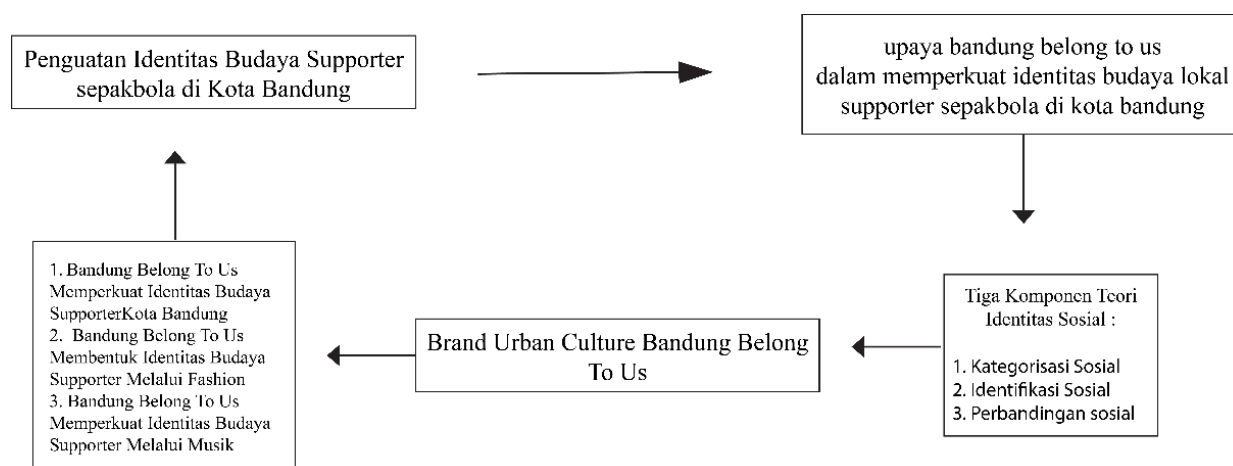 Penguatan Identitas Budaya Supporter
sepakbola di Kota Bandung
upaya bandung belong to us
dalam memperkuat identitas budaya lokal
supporter sepakbola di kota bandung
Tiga Komponen Teori
Identitas Sosial :
1. Kategorisasi Sosial
2. Identifikasi Sosial
3. Perbandingan sosial
Brand Urban Culture Bandung Belong
To Us
1. Bandung Belong To Us
Memperkuat Identitas Budaya
SupporterKota Bandung
2. Bandung Belong To Us
Membentuk Identitas Budaya
Supporter Melalui Fashion
3. Bandung Belong To Us
Memperkuat Identitas Budaya
Supporter Melalui Musik